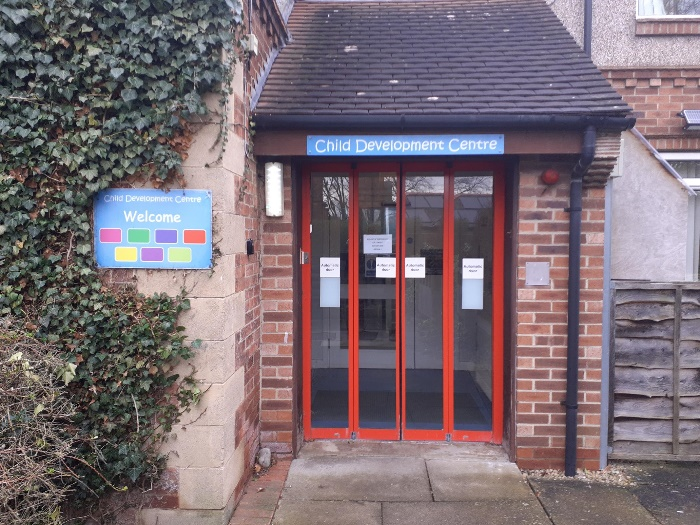 Child Development Centre
Child Development Centre
Welcome
Automatic
door
Automatic
door
Automatic
door
Automatic
door